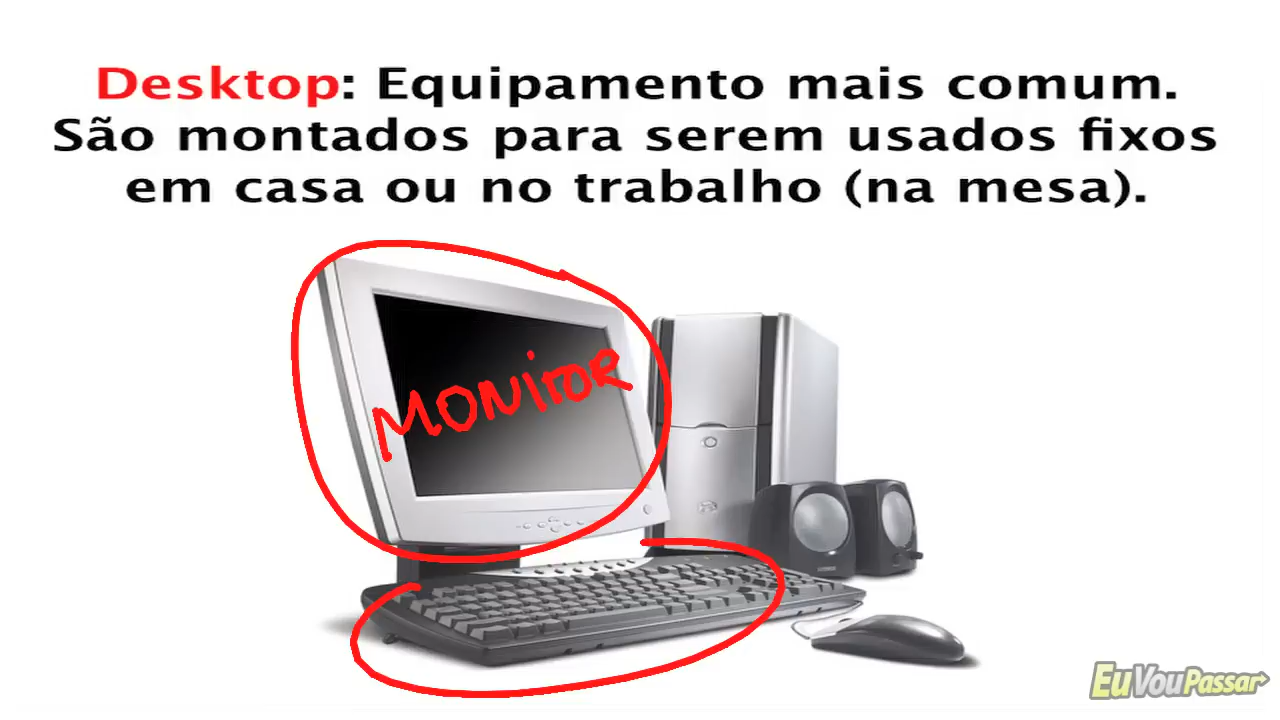 Desktop: Equipamento mais comum.
São montados para serem usados fixos
em casa ou no trabalho (na mesa).
MONiTOR
EuVouPassar